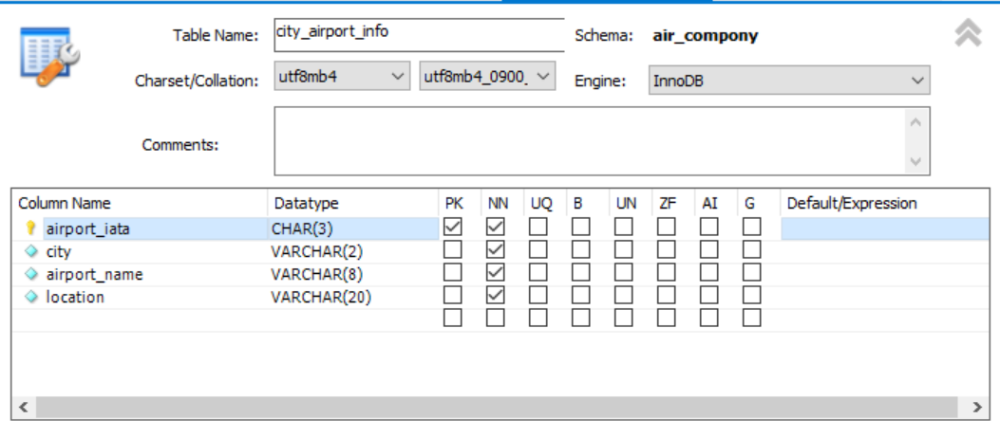 Table Name: city_airport_info Schema: air_compony
Charset/Collation: utf8mb4 utf8mb4_0900_ Engine: InnoDB
Comments:
Column Name Datatype PK NN UQ B UN ZF AI G Default/Expression
airport_iata CHAR(3)
city VARCHAR(2)
airport_name VARCHAR(8)
location VARCHAR(20)